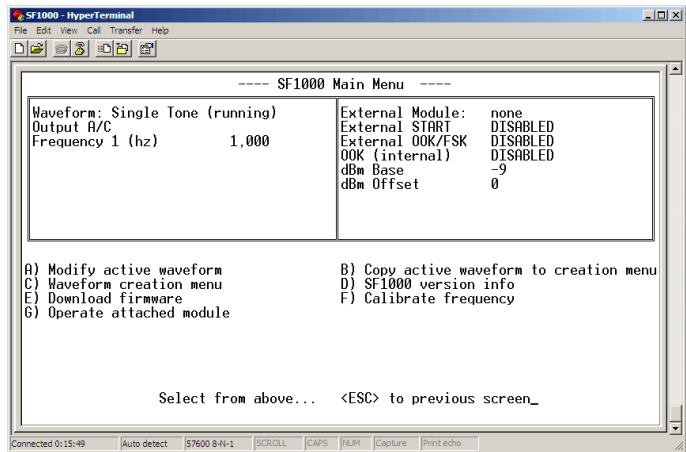 SF1000 - HyperTerminal
File Edit View Call Transfer Help
---- SF1000 Main Menu ----
Waveform: Single Tone (running)
Output A/C
Frequency 1 (hz) 1,000
External Module: none
External START DISABLED
External OOK/FSK DISABLED
OOK (internal) DISABLED
dBm Base -9
dBm Offset 0
A) Modify active waveform B) Copy active waveform to creation menu
C) Waveform creation menu D) SF1000 version info
E) Download firmware F) Calibrate frequency
G) Operate attached module
Select from above... <ESC> to previous screen_
Connected 0:15:49 Auto detect 57600 8-N-1 SCROLL CAPS NUM Capture Print echo